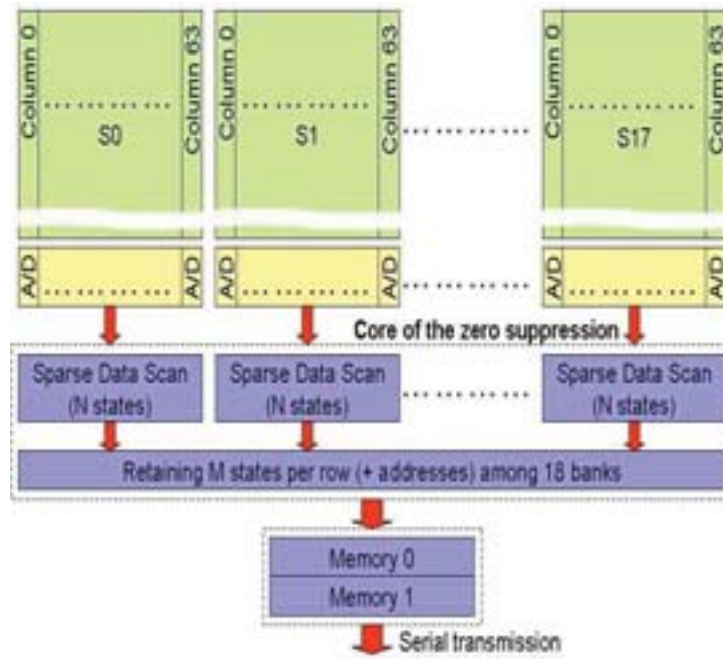 Column 0
Column 63
S0
Column 0
Column 63
S1
Column 0
Column 63
S17
A/D
A/D
A/D
A/D
A/D
A/D
Core of the zero suppression
Sparse Data Scan
(N states)
Sparse Data Scan
(N states)
Sparse Data Scan
(N states)
Retaining M states per row (+ addresses) among 18 banks
Memory 0
Memory 1
Serial transmission